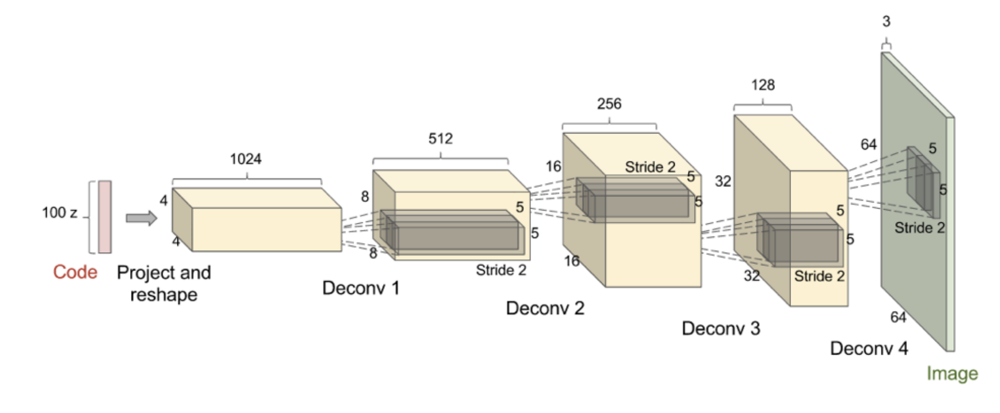 100 z
Code
Project and
reshape
1024
4
4
Deconv 1
512
8
8
5
5
Stride 2
Deconv 2
256
16
16
Stride 2
5
5
Deconv 3
128
32
32
5
5
Stride 2
Deconv 4
3
64
64
5
5
Stride 2
Image